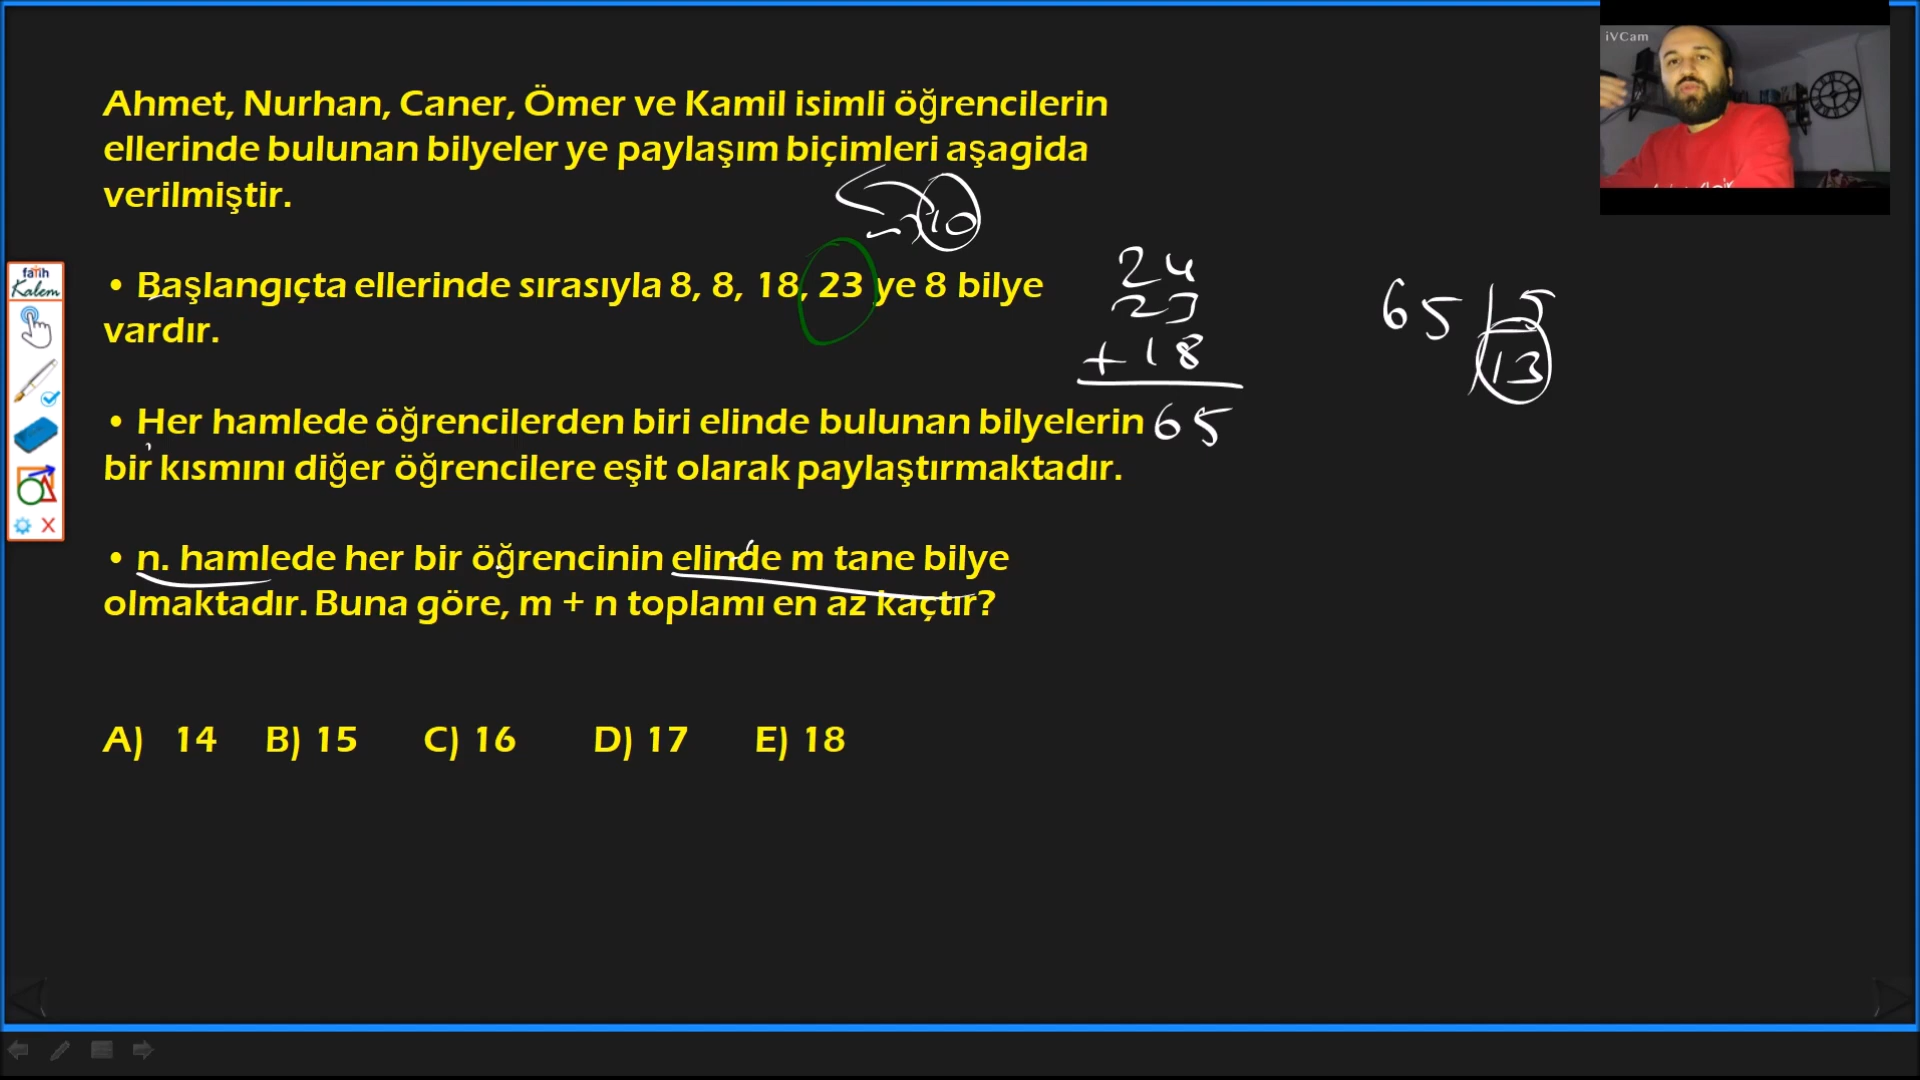 iVCam
Ahmet, Nurhan, Caner, Ömer ve Kamil isimli öğrencilerin
ellerinde bulunan bilyeler ye paylaşım biçimleri aşagida
verilmiştir.
10
• Başlangıçta ellerinde sırasıyla 8, 8, 18, 23 ye 8 bilye
vardır.
24
23
+ 18
65
65 5
13
fatih
Kalem
• Her hamlede öğrencilerden biri elinde bulunan bilyelerin
bir kısmını diğer öğrencilere eşit olarak paylaştırmaktadır.
• n. hamlede her bir öğrencinin elinde m tane bilye
olmaktadır. Buna göre, m + n toplamı en az kaçtır?
A) 14 B) 15 C) 16 D) 17 E) 18